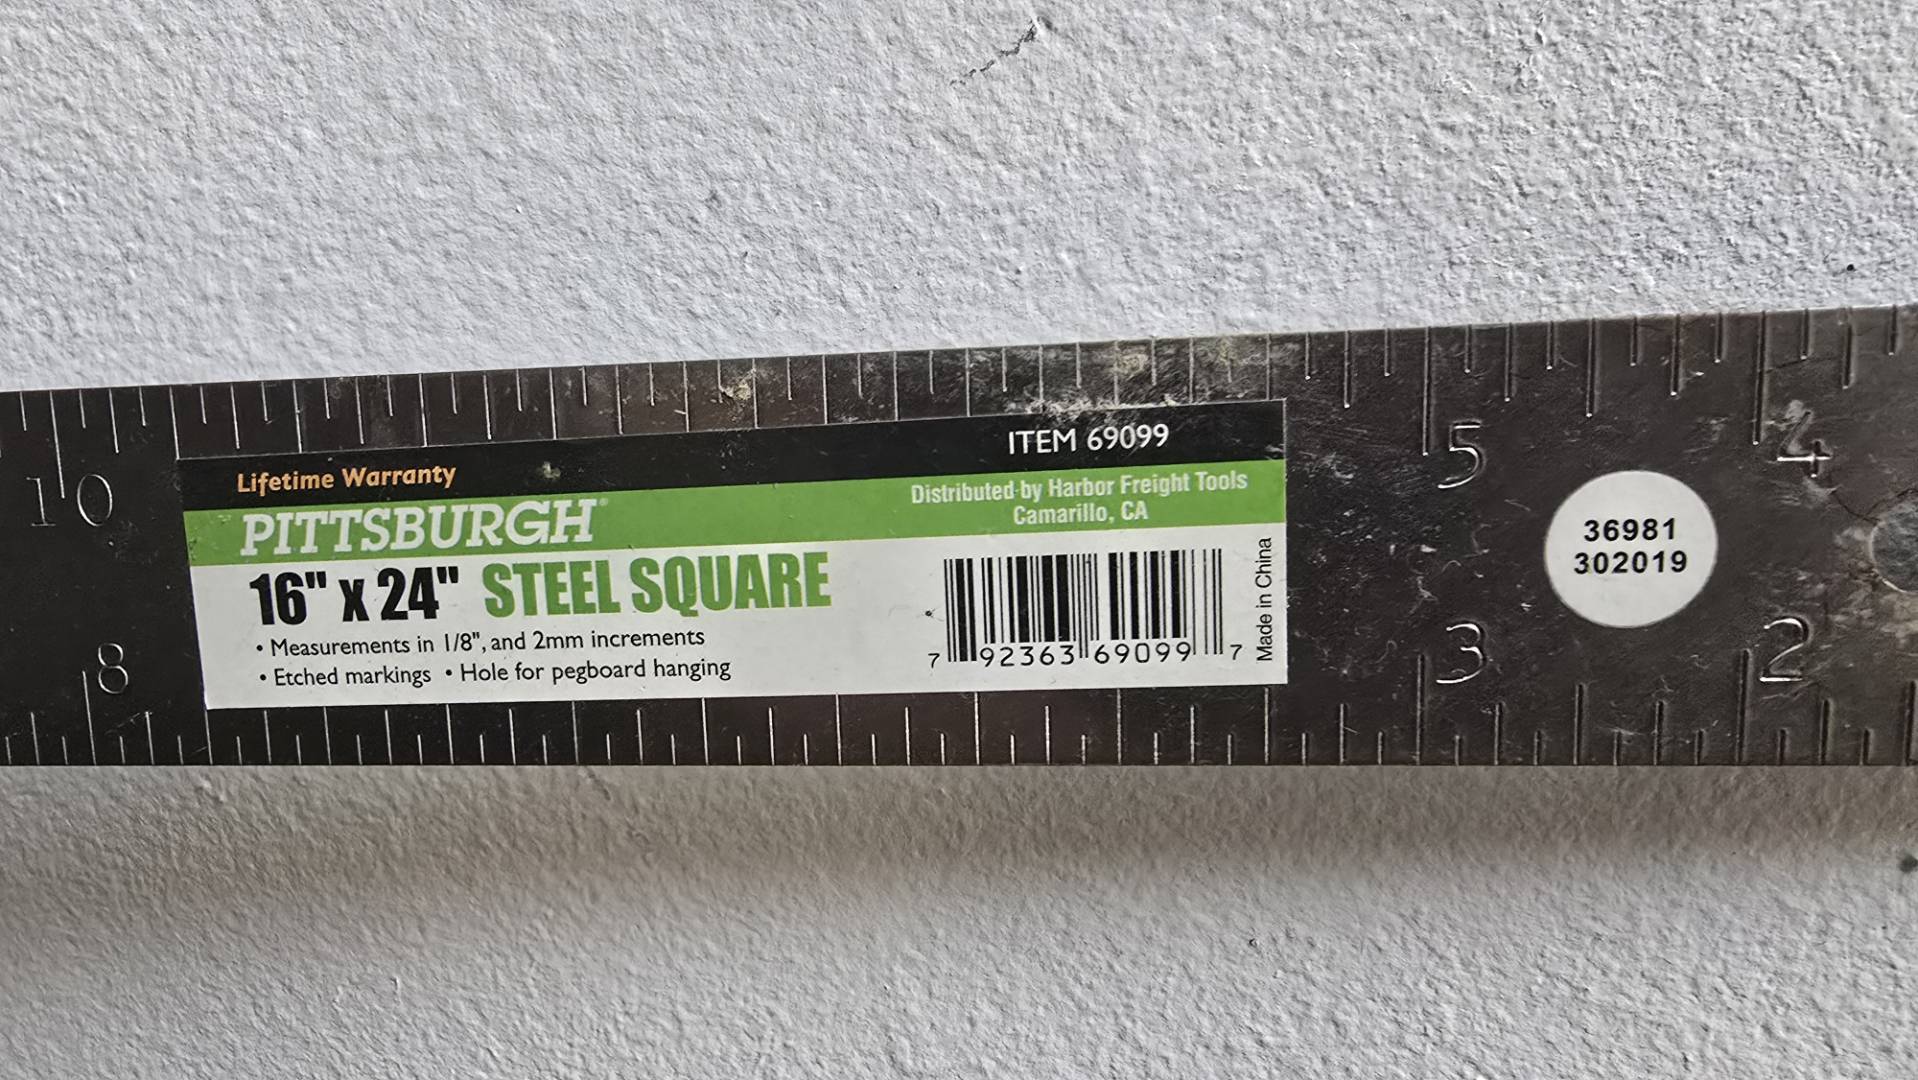 10
5
4
8
3
2
Lifetime Warranty
ITEM 69099
PITTSBURGH®
Distributed by Harbor Freight Tools
Camarillo, CA
16" x 24" STEEL SQUARE
• Measurements in 1/8", and 2mm increments
• Etched markings • Hole for pegboard hanging
7 92363 69099 7
Made in China
36981
302019